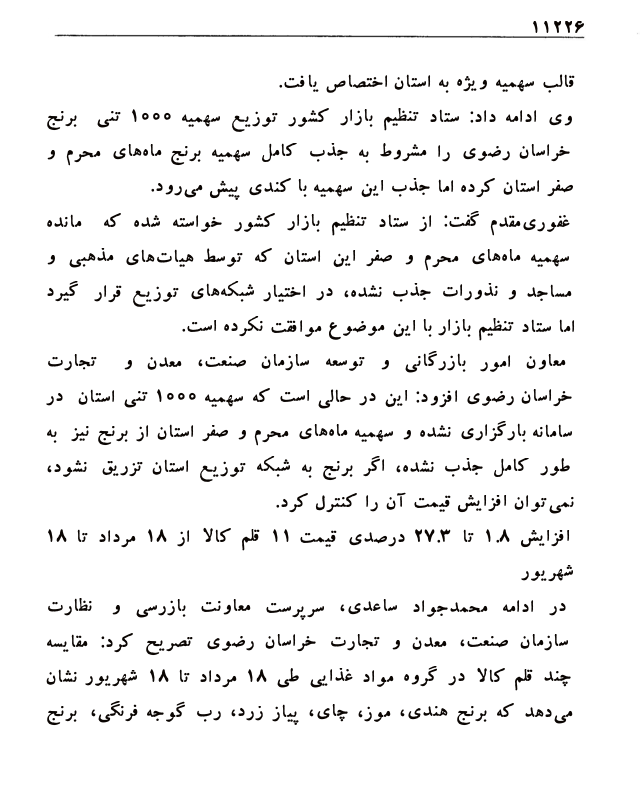 ۱۱۲۲۶
قالب سهمیه ویژه به استان اختصاص یافت.
وی ادامه داد: ستاد تنظیم بازار کشور توزیع سهمیه ۱۰۰۰ تنی برنج
خراسان رضوی را مشروط به جذب کامل سهمیه برنج ماه‌های محرم و
صفر استان کرده اما جذب این سهمیه با کندی پیش می‌رود.
غفوری‌مقدم گفت: از ستاد تنظیم بازار کشور خواسته شده که مانده
سهمیه ماه‌های محرم و صفر این استان که توسط هیات‌های مذهبی و
مساجد و نذورات جذب نشده، در اختیار شبکه‌های توزیع قرار گیرد
اما ستاد تنظیم بازار با این موضوع موافقت نکرده است.
معاون امور بازرگانی و توسعه سازمان صنعت، معدن و تجارت
خراسان رضوی افزود: این در حالی است که سهمیه ۱۰۰۰ تنی استان در
سامانه بارگزاری نشده و سهمیه ماه‌های محرم و صفر استان از برنج نیز به
طور کامل جذب نشده، اگر برنج به شبکه توزیع استان تزریق نشود،
نمی‌توان افزایش قیمت آن را کنترل کرد.
افزایش ۱.۸ تا ۲۷.۳ درصدی قیمت ۱۱ قلم کالا از ۱۸ مرداد تا ۱۸
شهریور
در ادامه محمدجواد ساعدی، سرپرست معاونت بازرسی و نظارت
سازمان صنعت، معدن و تجارت خراسان رضوی تصریح کرد: مقایسه
چند قلم کالا در گروه مواد غذایی طی ۱۸ مرداد تا ۱۸ شهریور نشان
می‌دهد که برنج هندی، موز، چای، پیاز زرد، رب گوجه فرنگی، برنج